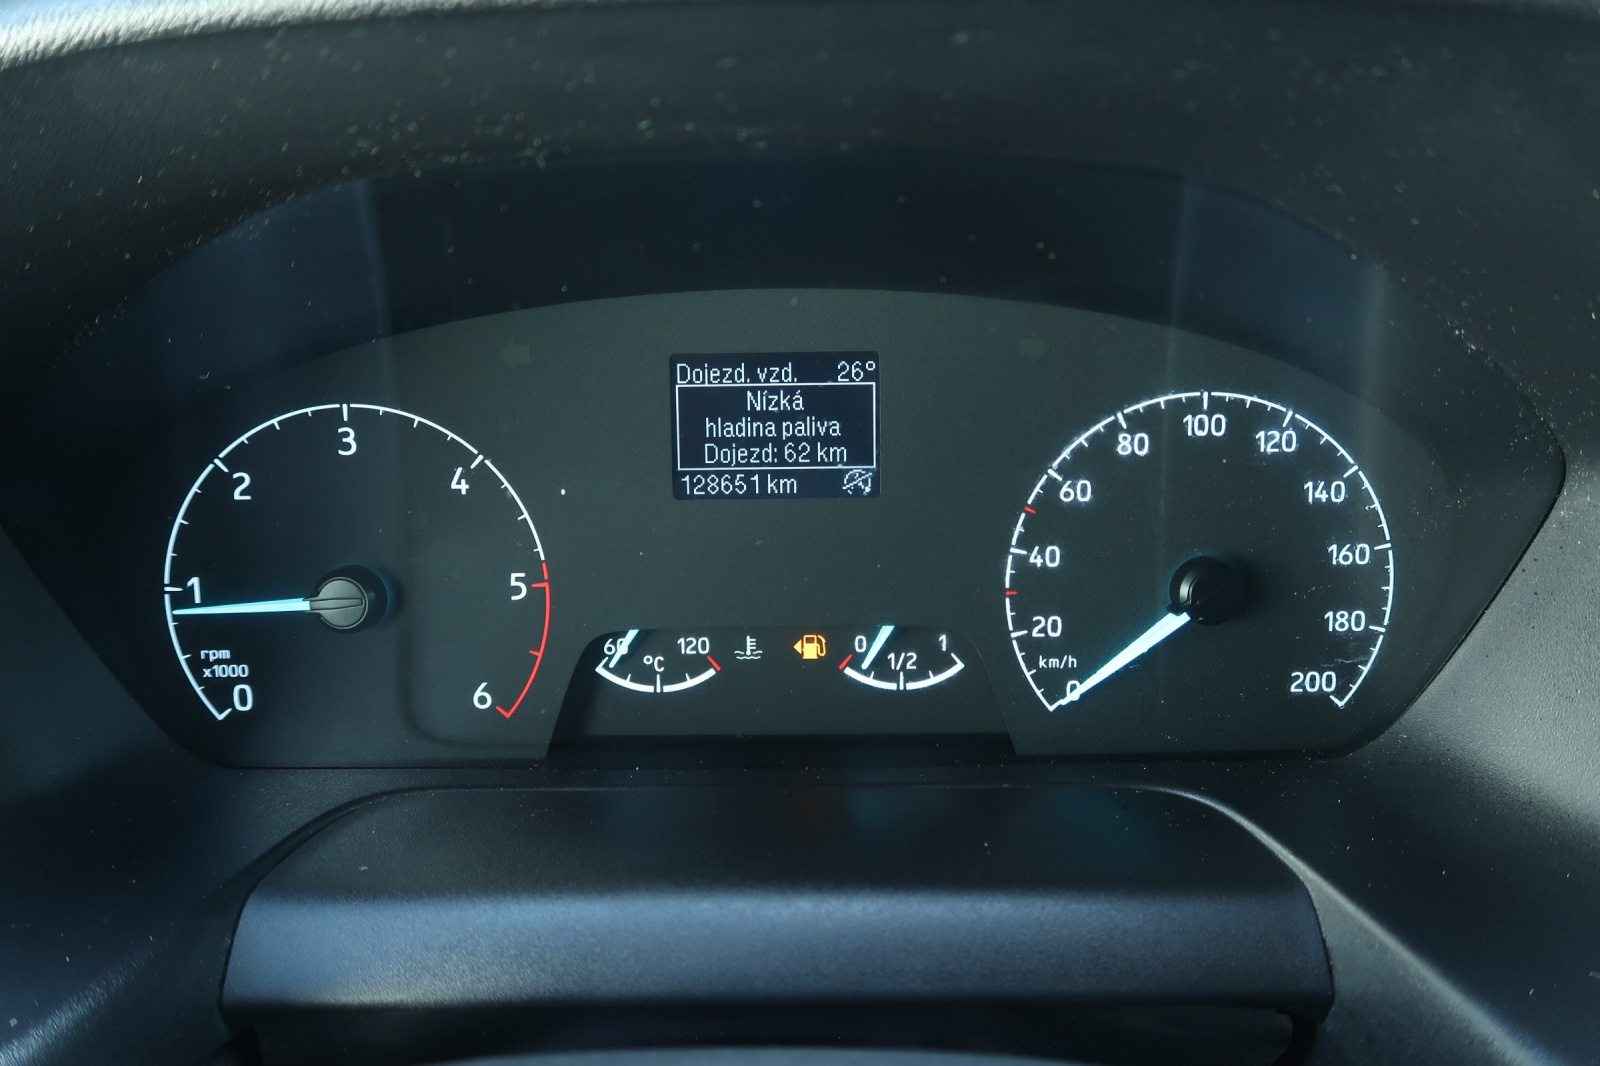 Dojezd. vzd. 26°
Nízká
hladina paliva
Dojezd: 62 km
128651 km
0
1
2
3
4
5
6
rpm
x1000
60
120
°C
0
1/2
1
0
20
40
60
80
100
120
140
160
180
200
km/h